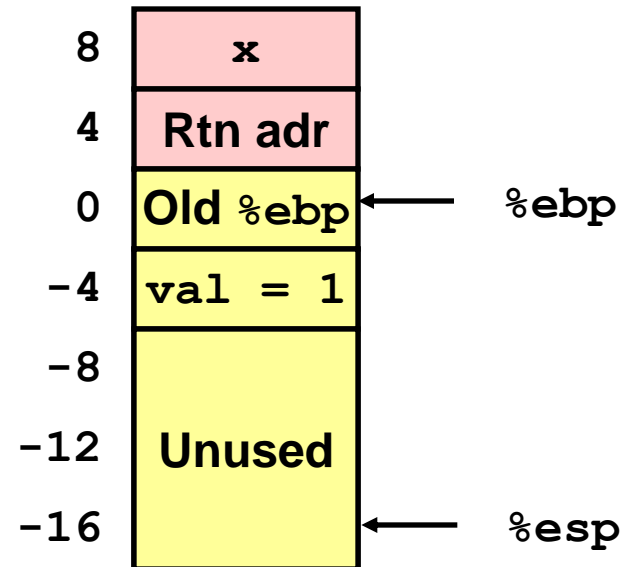 8 x
4 Rtn adr
0 Old %ebp %ebp
-4 val = 1
-8
-12 Unused
-16 %esp